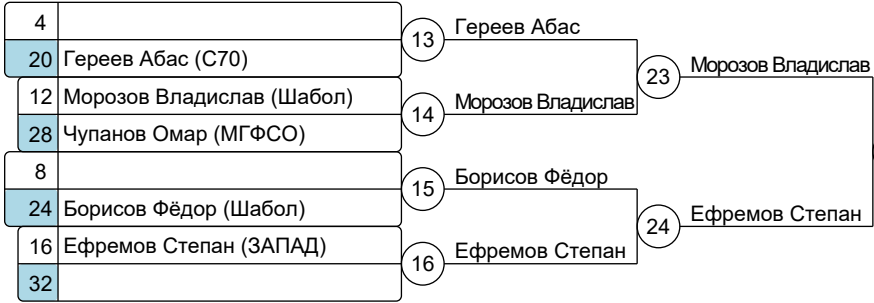 4
20 Гереев Абас (С70)
13 Гереев Абас
12 Морозов Владислав (Шабол)
28 Чупанов Омар (МГФСО)
14 Морозов Владислав
23 Морозов Владислав
8
24 Борисов Фёдор (Шабол)
15 Борисов Фёдор
16 Ефремов Степан (ЗАПАД)
32
16 Ефремов Степан
24 Ефремов Степан